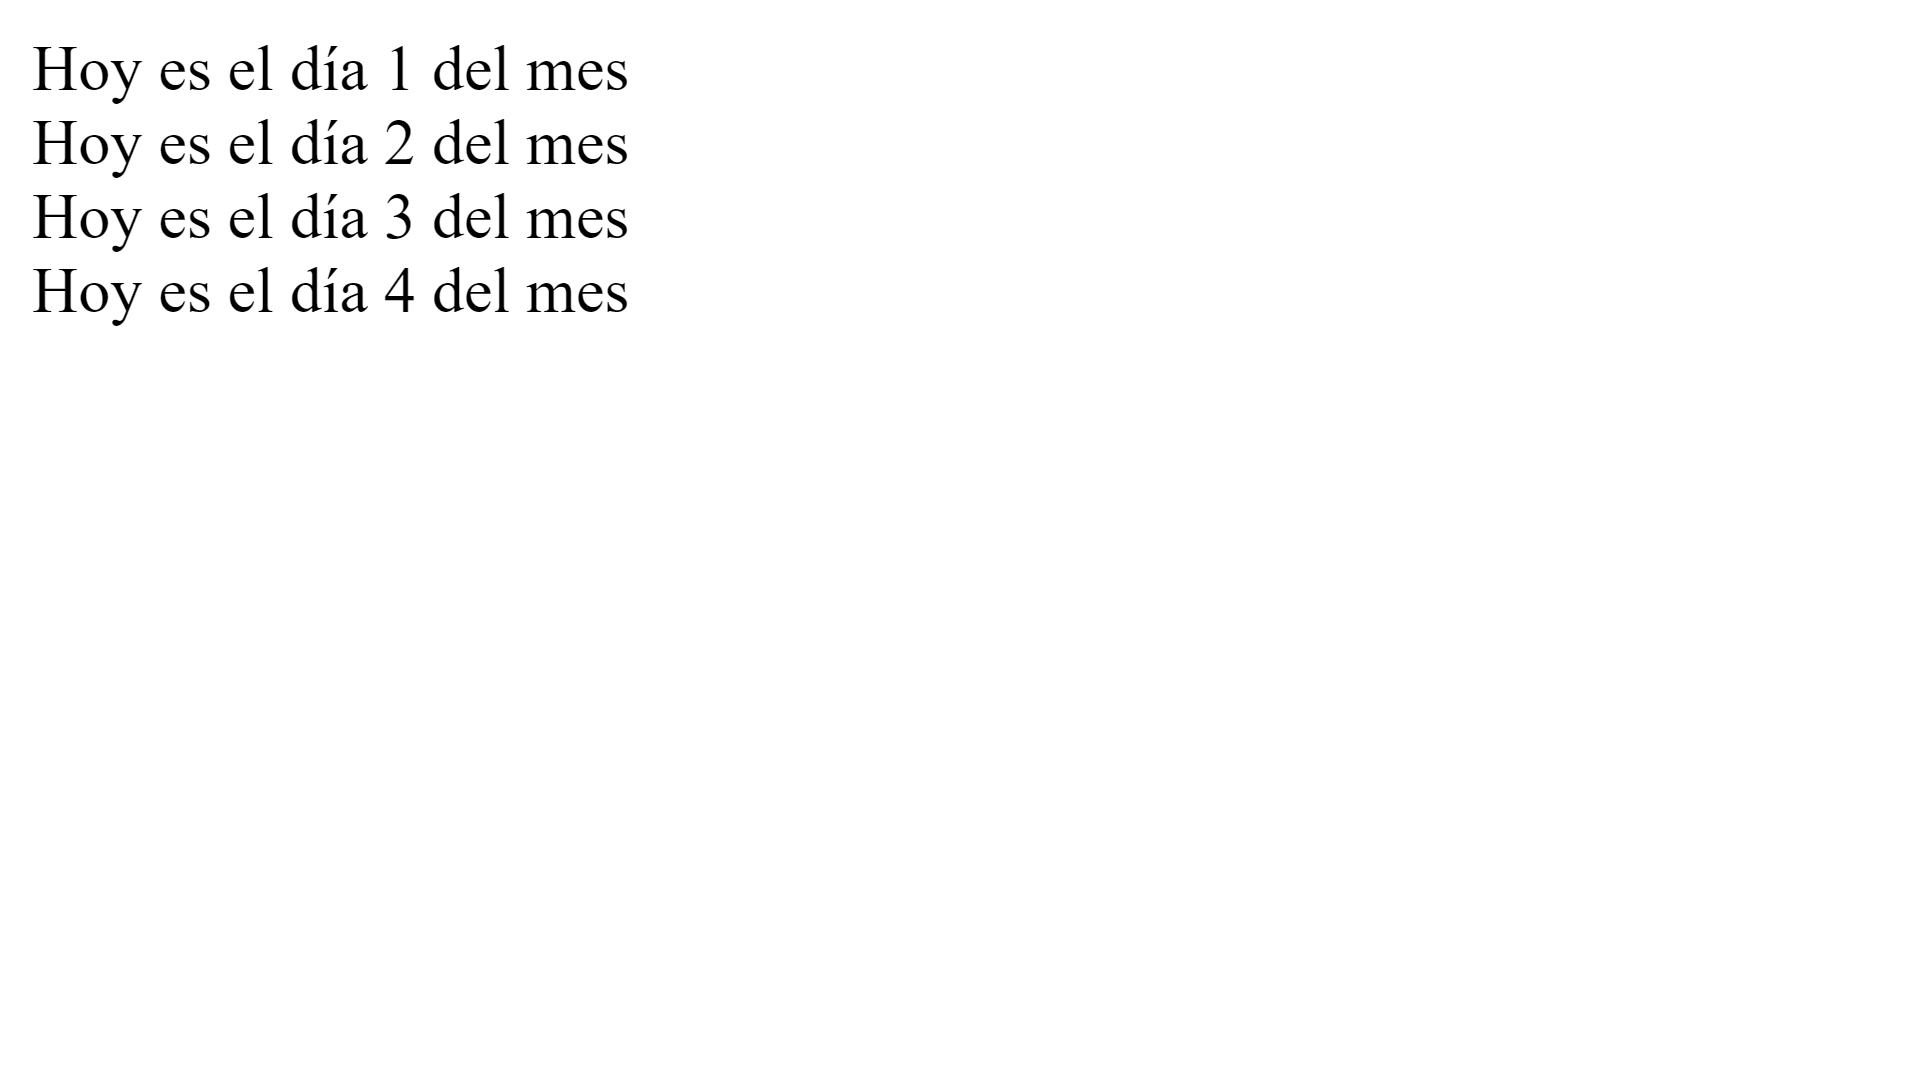 Hoy es el día 1 del mes
Hoy es el día 2 del mes
Hoy es el día 3 del mes
Hoy es el día 4 del mes